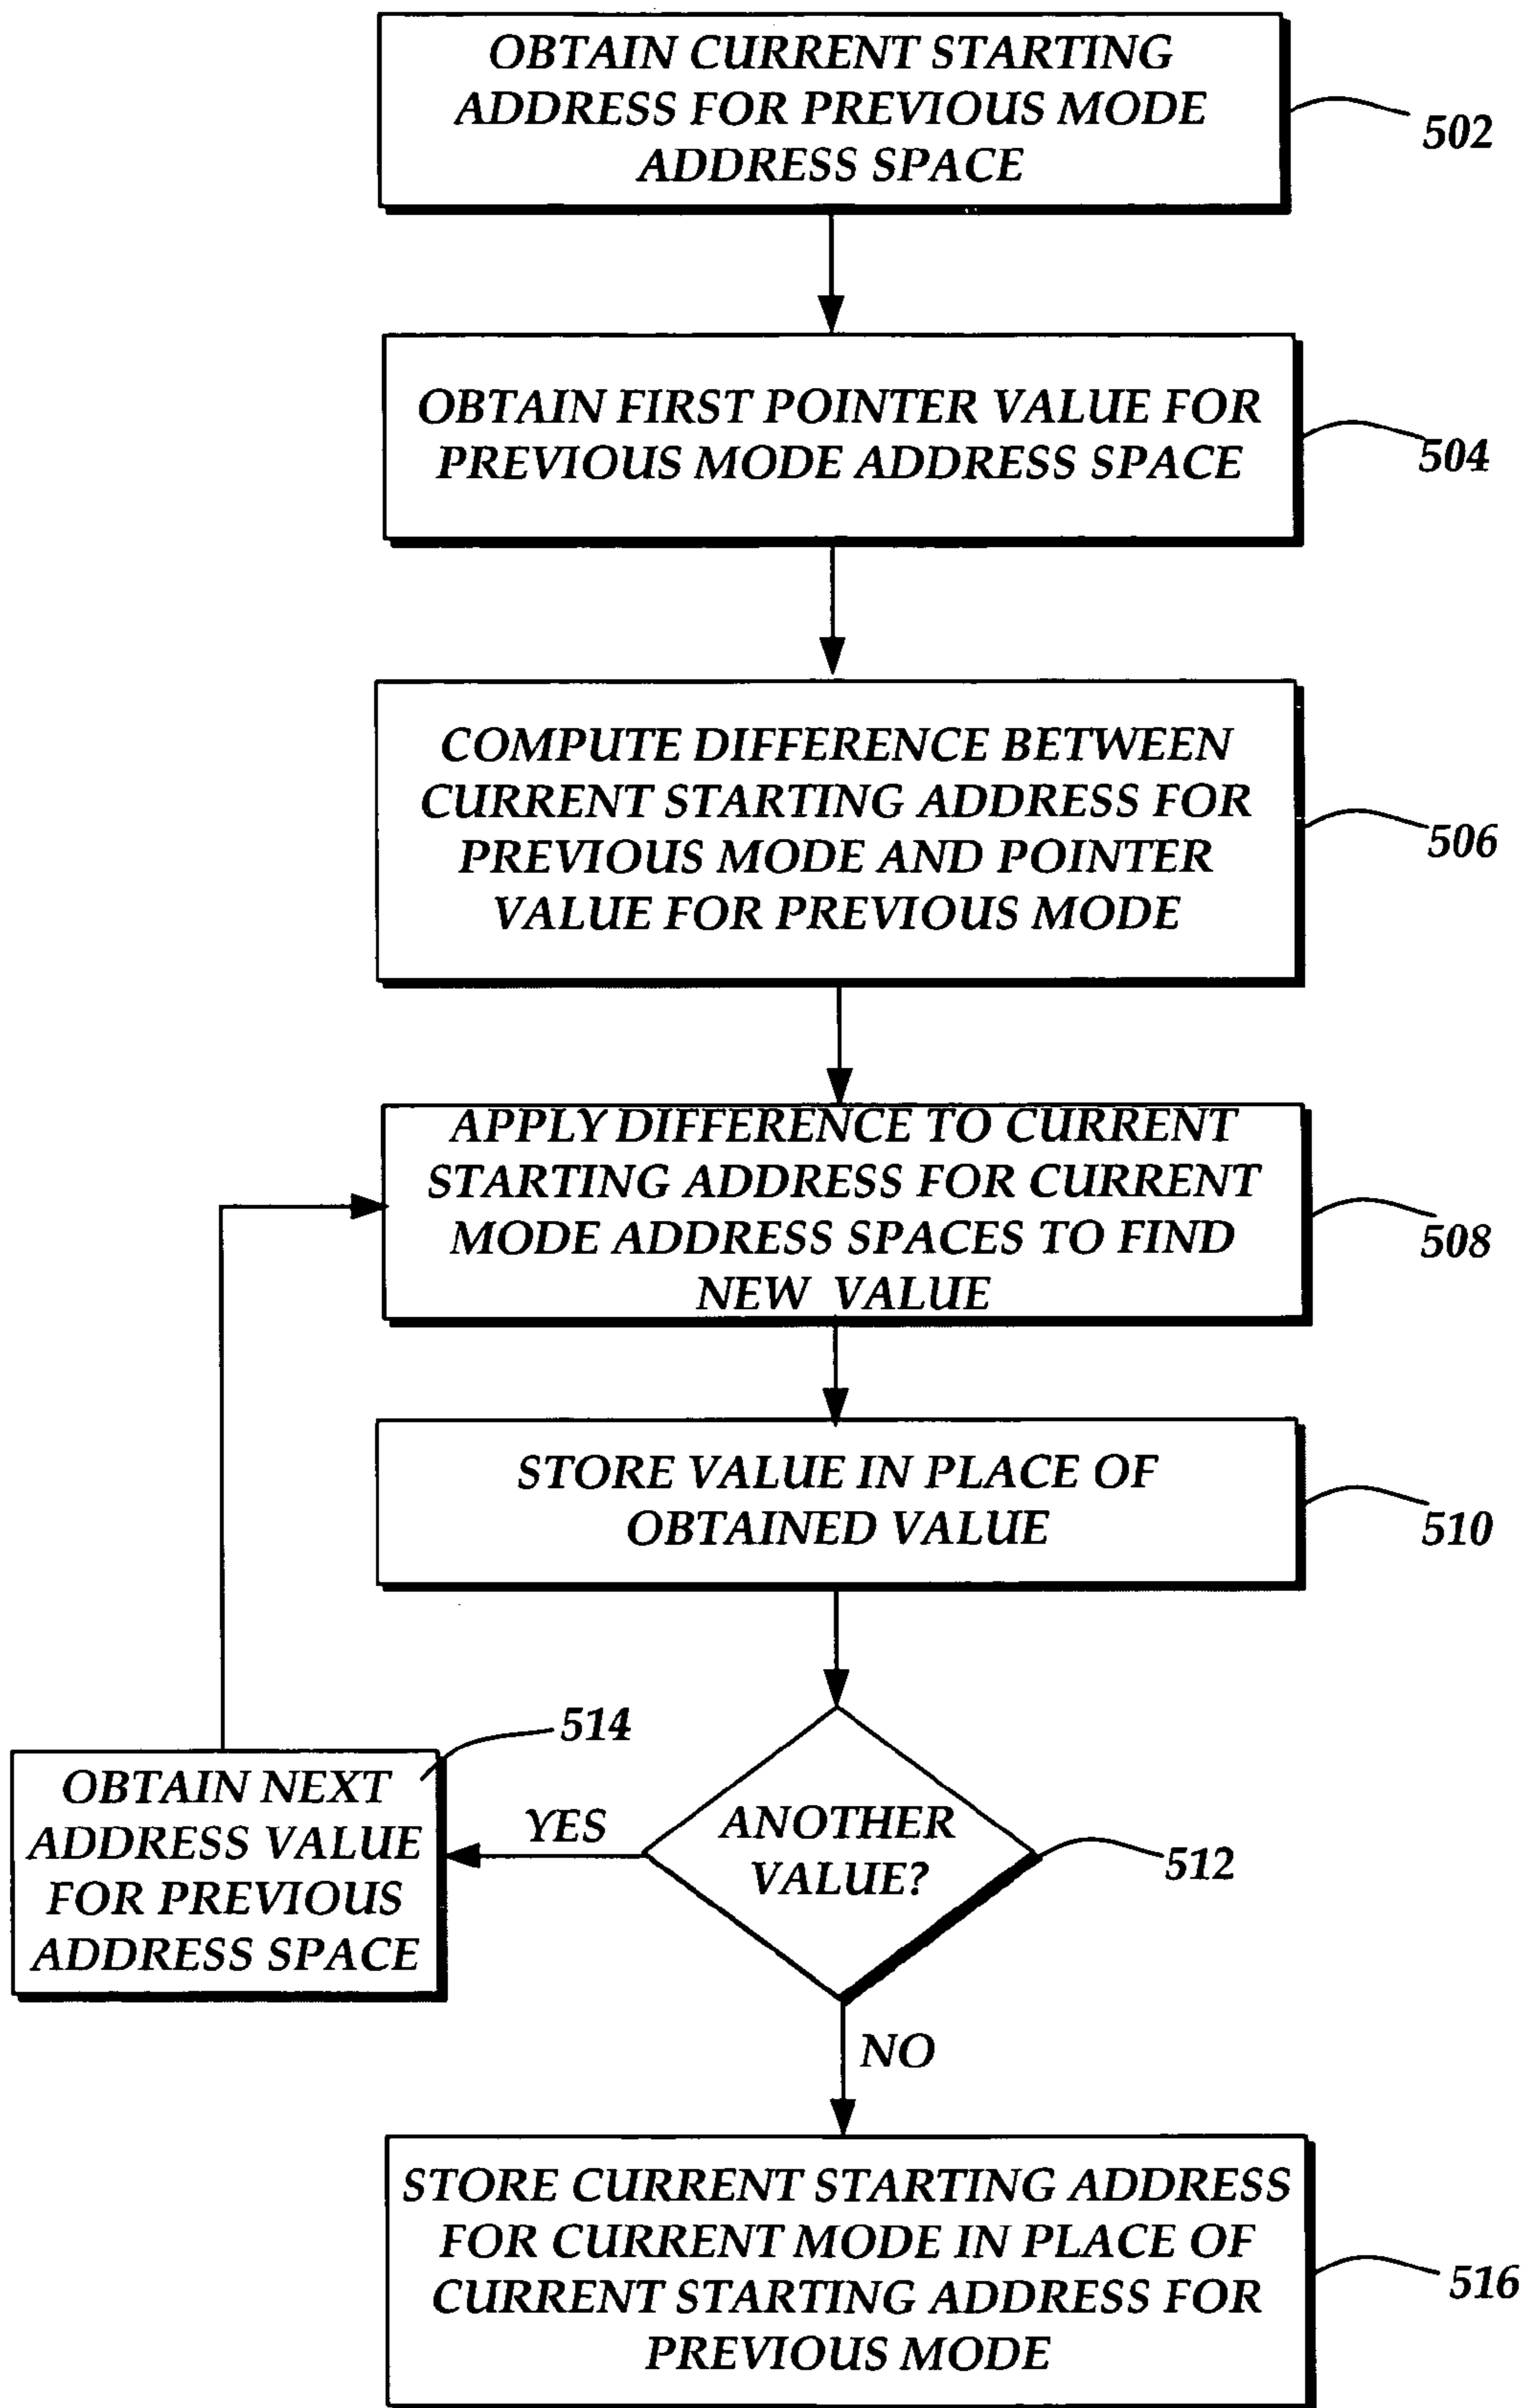 OBTAIN CURRENT STARTING
ADDRESS FOR PREVIOUS MODE
ADDRESS SPACE
502
OBTAIN FIRST POINTER VALUE FOR
PREVIOUS MODE ADDRESS SPACE
504
COMPUTE DIFFERENCE BETWEEN
CURRENT STARTING ADDRESS FOR
PREVIOUS MODE AND POINTER
VALUE FOR PREVIOUS MODE
506
APPLY DIFFERENCE TO CURRENT
STARTING ADDRESS FOR CURRENT
MODE ADDRESS SPACES TO FIND
NEW VALUE
508
STORE VALUE IN PLACE OF
OBTAINED VALUE
510
ANOTHER
VALUE?
512
YES
514
OBTAIN NEXT
ADDRESS VALUE
FOR PREVIOUS
ADDRESS SPACE
NO
STORE CURRENT STARTING ADDRESS
FOR CURRENT MODE IN PLACE OF
CURRENT STARTING ADDRESS FOR
PREVIOUS MODE
516